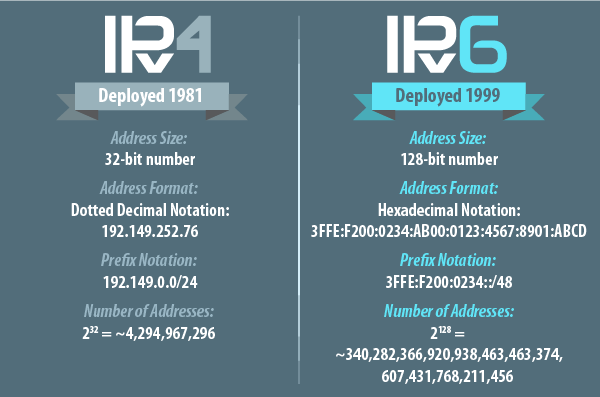 IPv4
Deployed 1981
Address Size:
32-bit number
Address Format:
Dotted Decimal Notation:
192.149.252.76
Prefix Notation:
192.149.0.0/24
Number of Addresses:
2³² = ~4,294,967,296
IPv6
Deployed 1999
Address Size:
128-bit number
Address Format:
Hexadecimal Notation:
3FFE:F200:0234:AB00:0123:4567:8901:ABCD
Prefix Notation:
3FFE:F200:0234::/48
Number of Addresses:
2¹²⁸ =
~340,282,366,920,938,463,463,374,
607,431,768,211,456